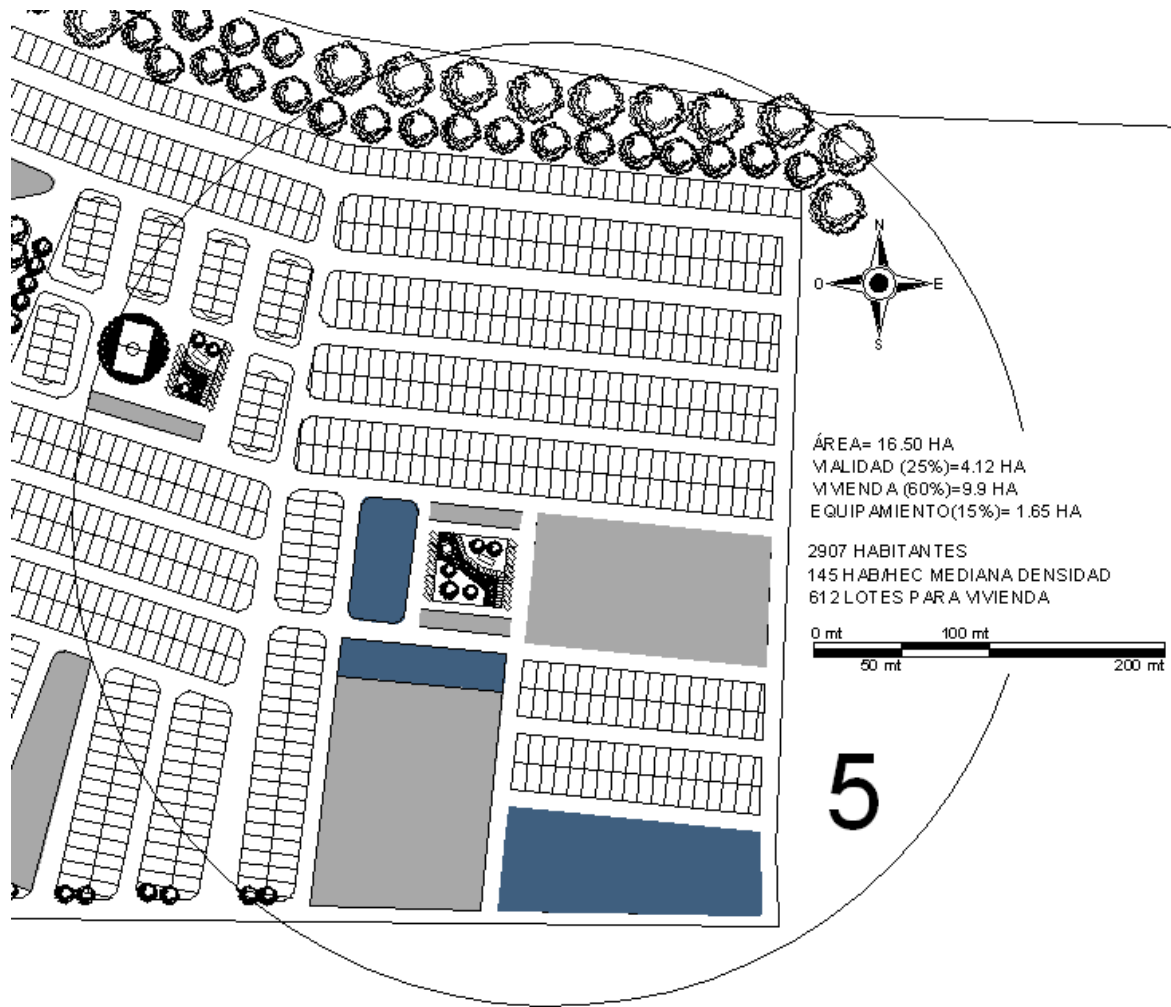 N
O
E
S
ÁREA= 16.50 HA
VIALIDAD (25%)=4.12 HA
VIVIENDA (60%)=9.9 HA
EQUIPAMIENTO(15%)= 1.65 HA
2907 HABITANTES
145 HAB/HEC MEDIANA DENSIDAD
612 LOTES PARA VIVIENDA
0 mt 100 mt
50 mt 200 mt
5